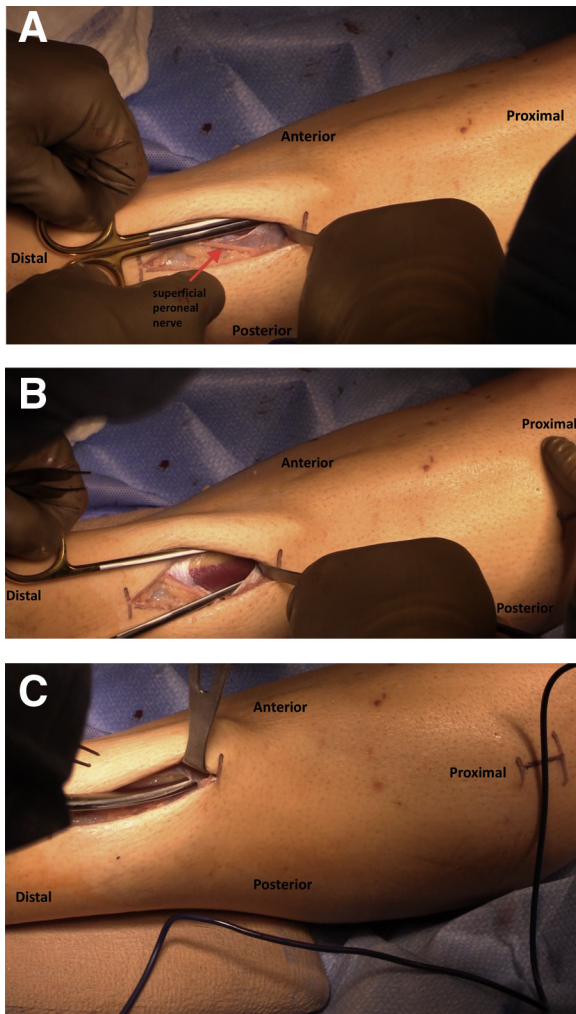 A
Proximal
Anterior
Distal
superficial
peroneal
nerve
Posterior
B
Proximal
Anterior
Distal
Posterior
C
Anterior
Proximal
Posterior
Distal